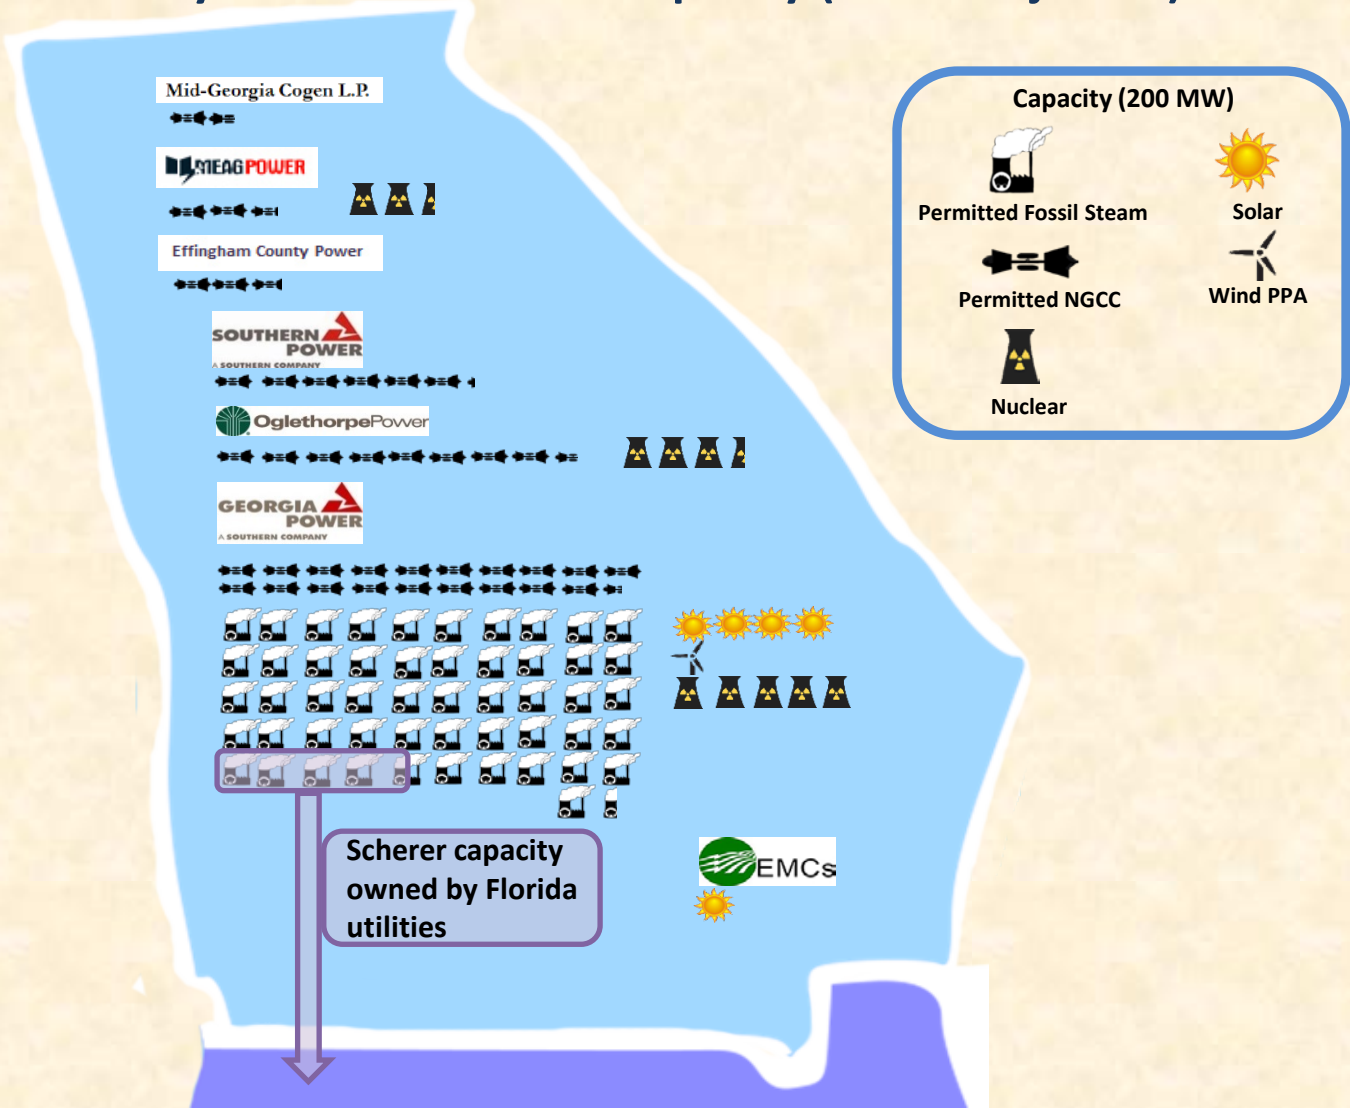 Mid-Georgia Cogen L.P.
MEAG POWER
Effingham County Power
SOUTHERN
POWER
A SOUTHERN COMPANY
OglethorpePower
GEORGIA
POWER
A SOUTHERN COMPANY
Scherer capacity
owned by Florida
utilities
EMCs
Capacity (200 MW)
Permitted Fossil Steam
Solar
Permitted NGCC
Wind PPA
Nuclear